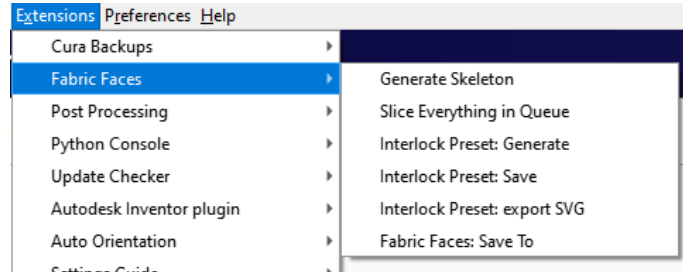 Extensions Preferences Help
Cura Backups
Fabric Faces
Post Processing
Python Console
Update Checker
Autodesk Inventor plugin
Auto Orientation
Settings Guide
Generate Skeleton
Slice Everything in Queue
Interlock Preset: Generate
Interlock Preset: Save
Interlock Preset: export SVG
Fabric Faces: Save To